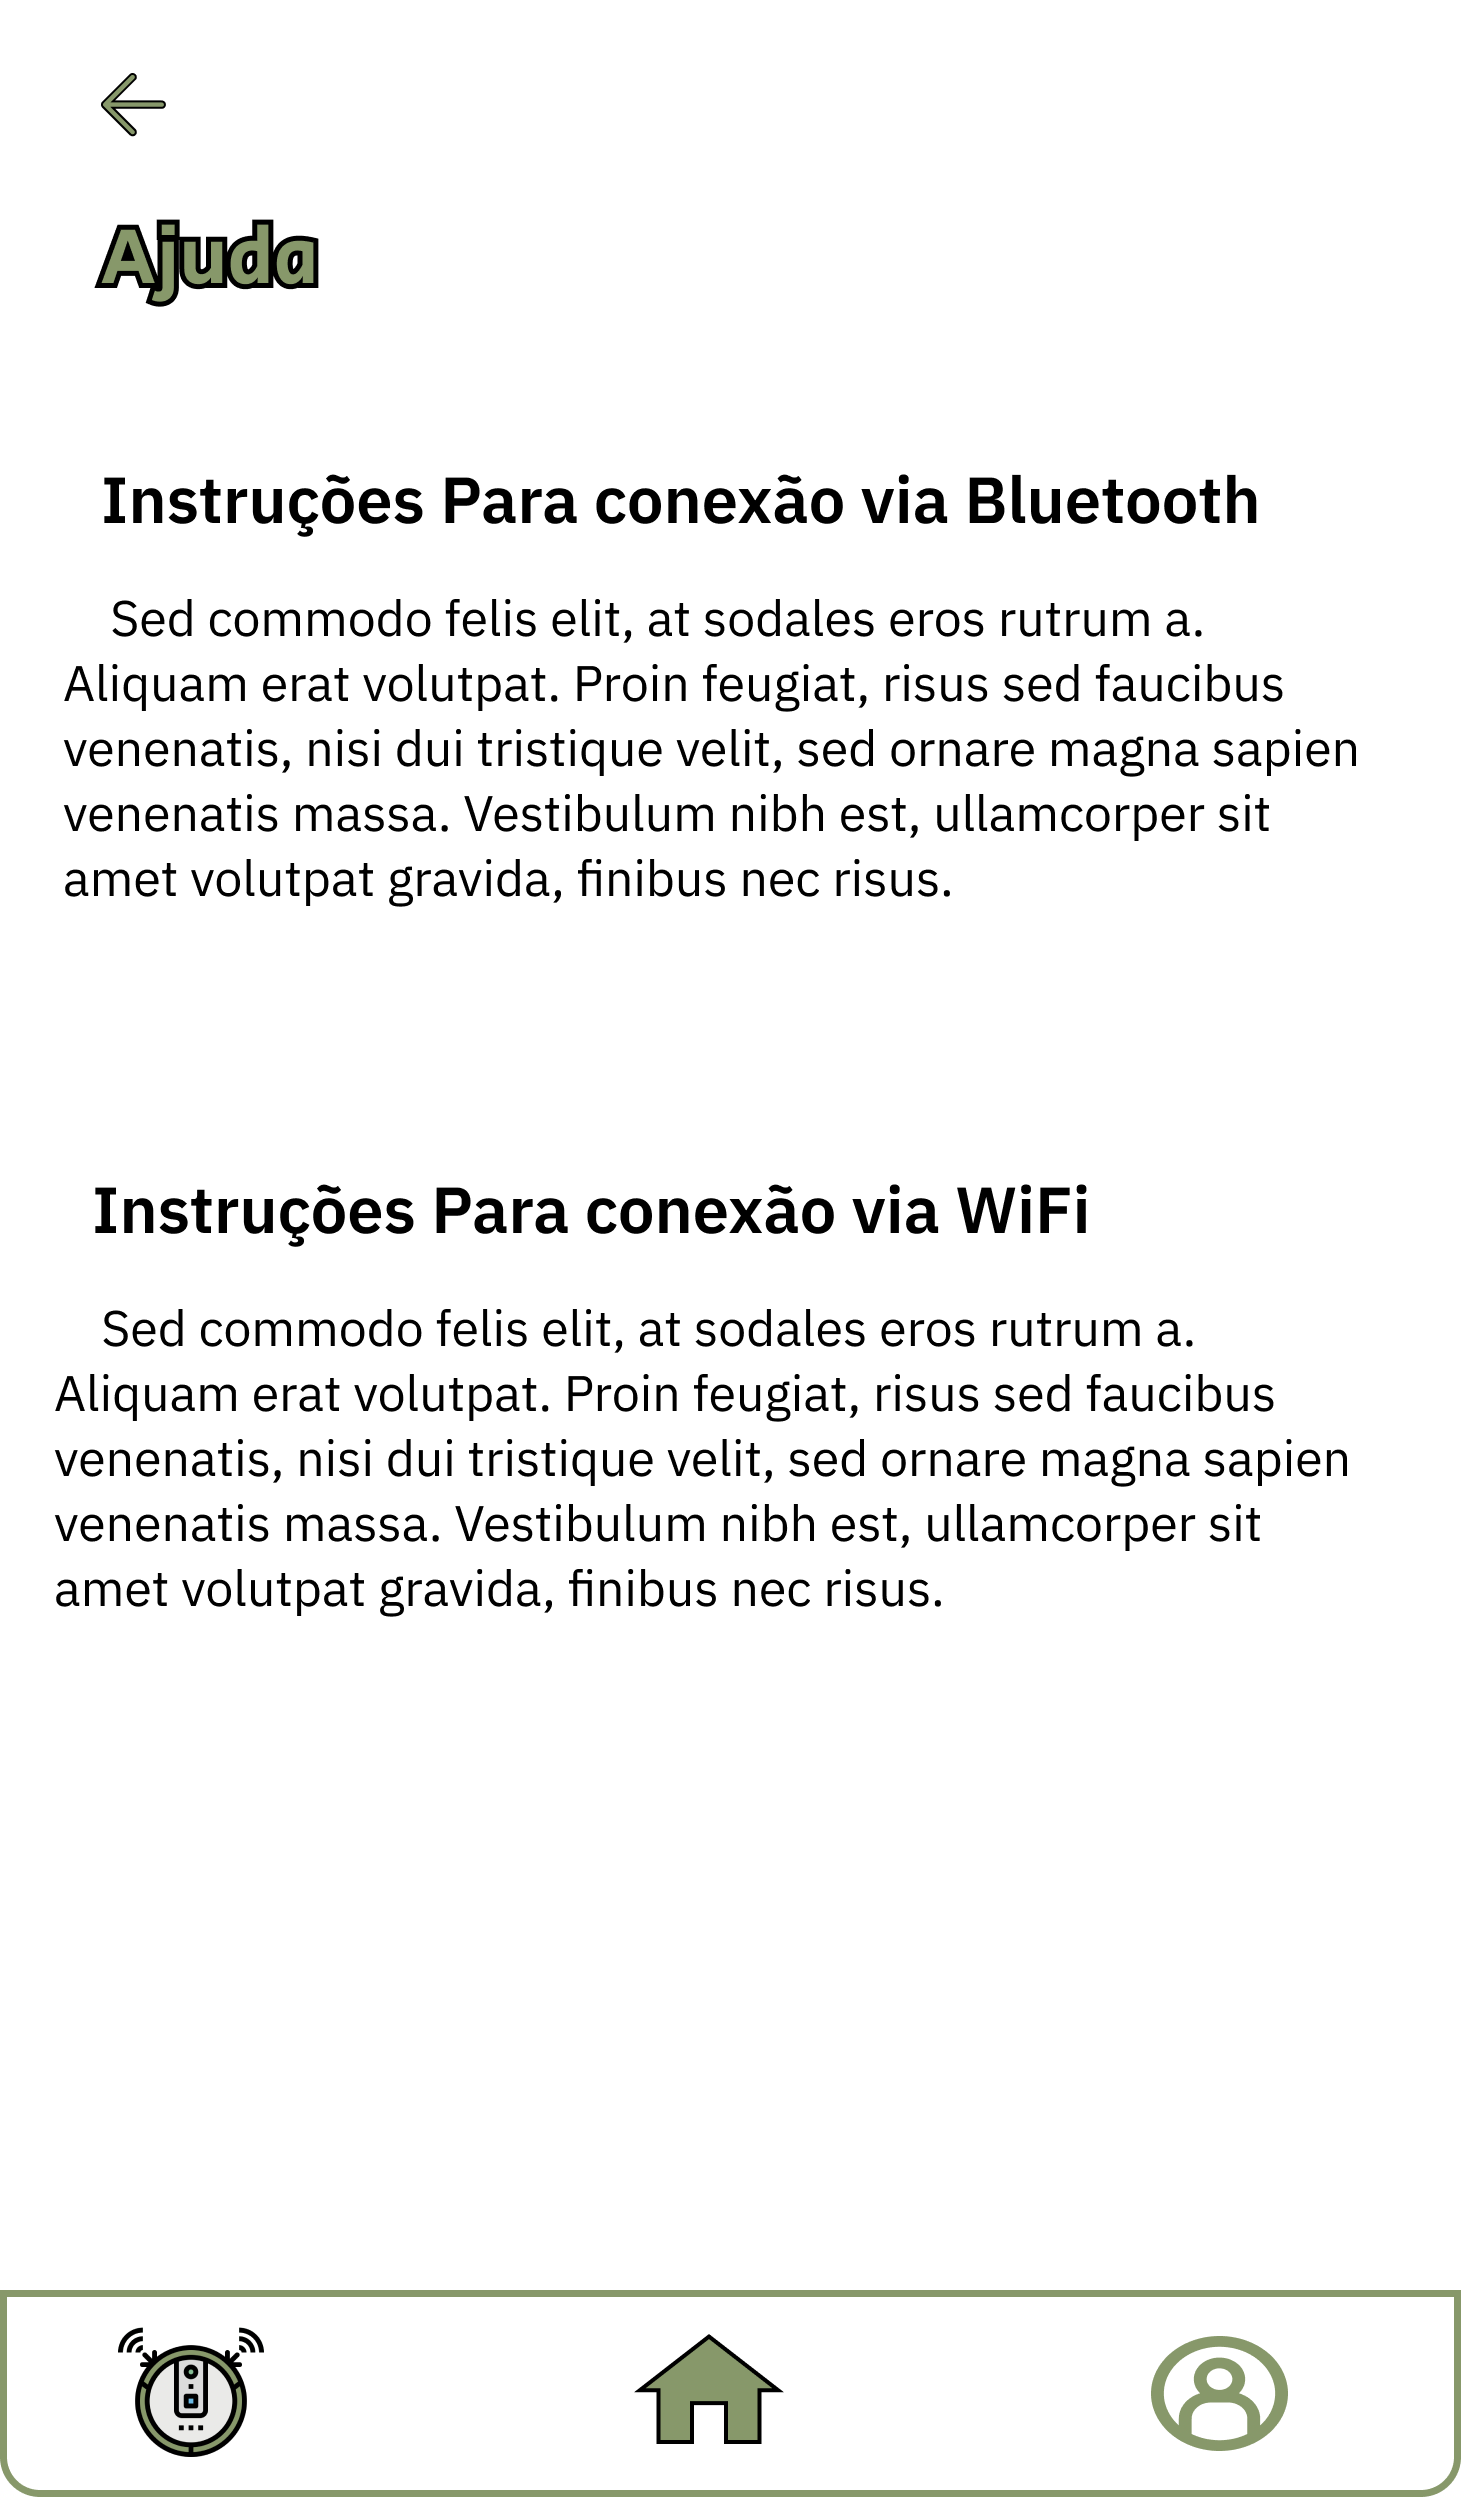 Ajuda
Instruções Para conexão via Bluetooth
Sed commodo felis elit, at sodales eros rutrum a.
Aliquam erat volutpat. Proin feugiat, risus sed faucibus
venenatis, nisi dui tristique velit, sed ornare magna sapien
venenatis massa. Vestibulum nibh est, ullamcorper sit
amet volutpat gravida, finibus nec risus.
Instruções Para conexão via WiFi
Sed commodo felis elit, at sodales eros rutrum a.
Aliquam erat volutpat. Proin feugiat, risus sed faucibus
venenatis, nisi dui tristique velit, sed ornare magna sapien
venenatis massa. Vestibulum nibh est, ullamcorper sit
amet volutpat gravida, finibus nec risus.